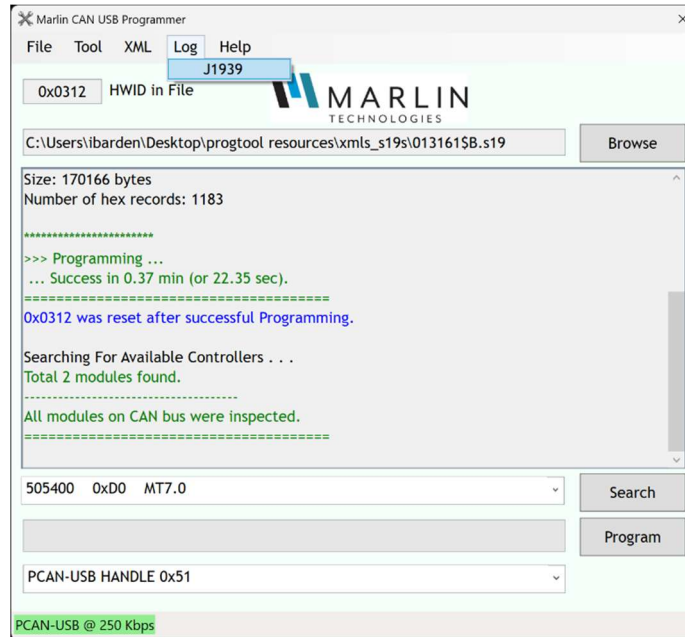 Marlin CAN USB Programmer
File Tool XML Log Help
J1939
0x0312 HWID in File
MARLIN
TECHNOLOGIES
C:\Users\ibarden\Desktop\progtool resources\xmls_s19s\013161$B.s19 Browse
Size: 170166 bytes
Number of hex records: 1183
***********************
>>> Programming ...
... Success in 0.37 min (or 22.35 sec).
=====================================
0x0312 was reset after successful Programming.
Searching For Available Controllers . . .
Total 2 modules found.
--------------------------------------
All modules on CAN bus were inspected.
=====================================
505400 0xD0 MT7.0 Search
Program
PCAN-USB HANDLE 0x51
PCAN-USB @ 250 Kbps